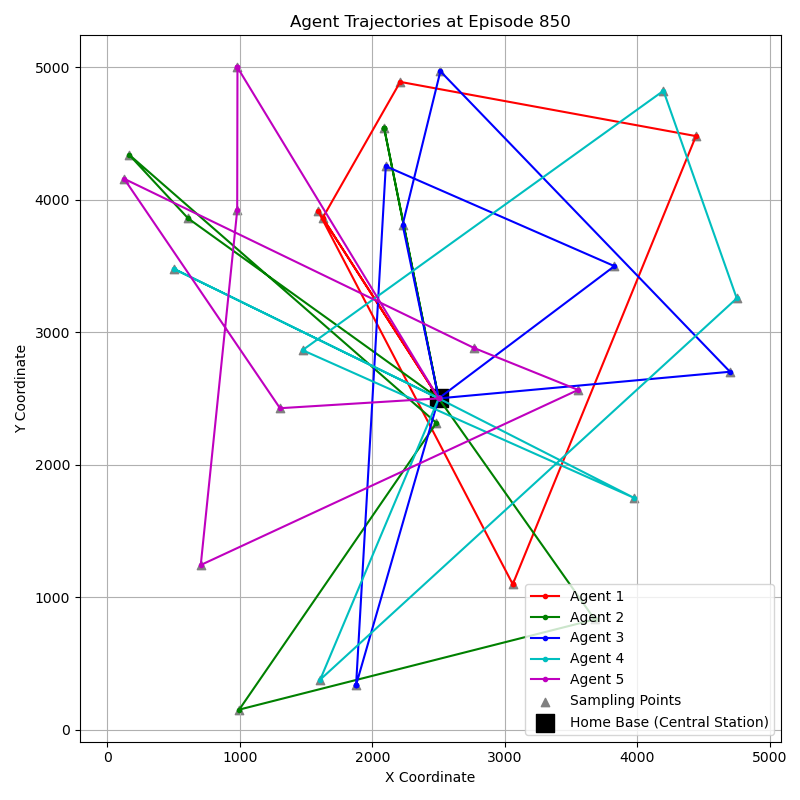 Agent Trajectories at Episode 850
Y Coordinate
5000
4000
3000
2000
1000
0
Agent 1
Agent 2
Agent 3
Agent 4
Agent 5
Sampling Points
Home Base (Central Station)
0 1000 2000 3000 4000 5000
X Coordinate